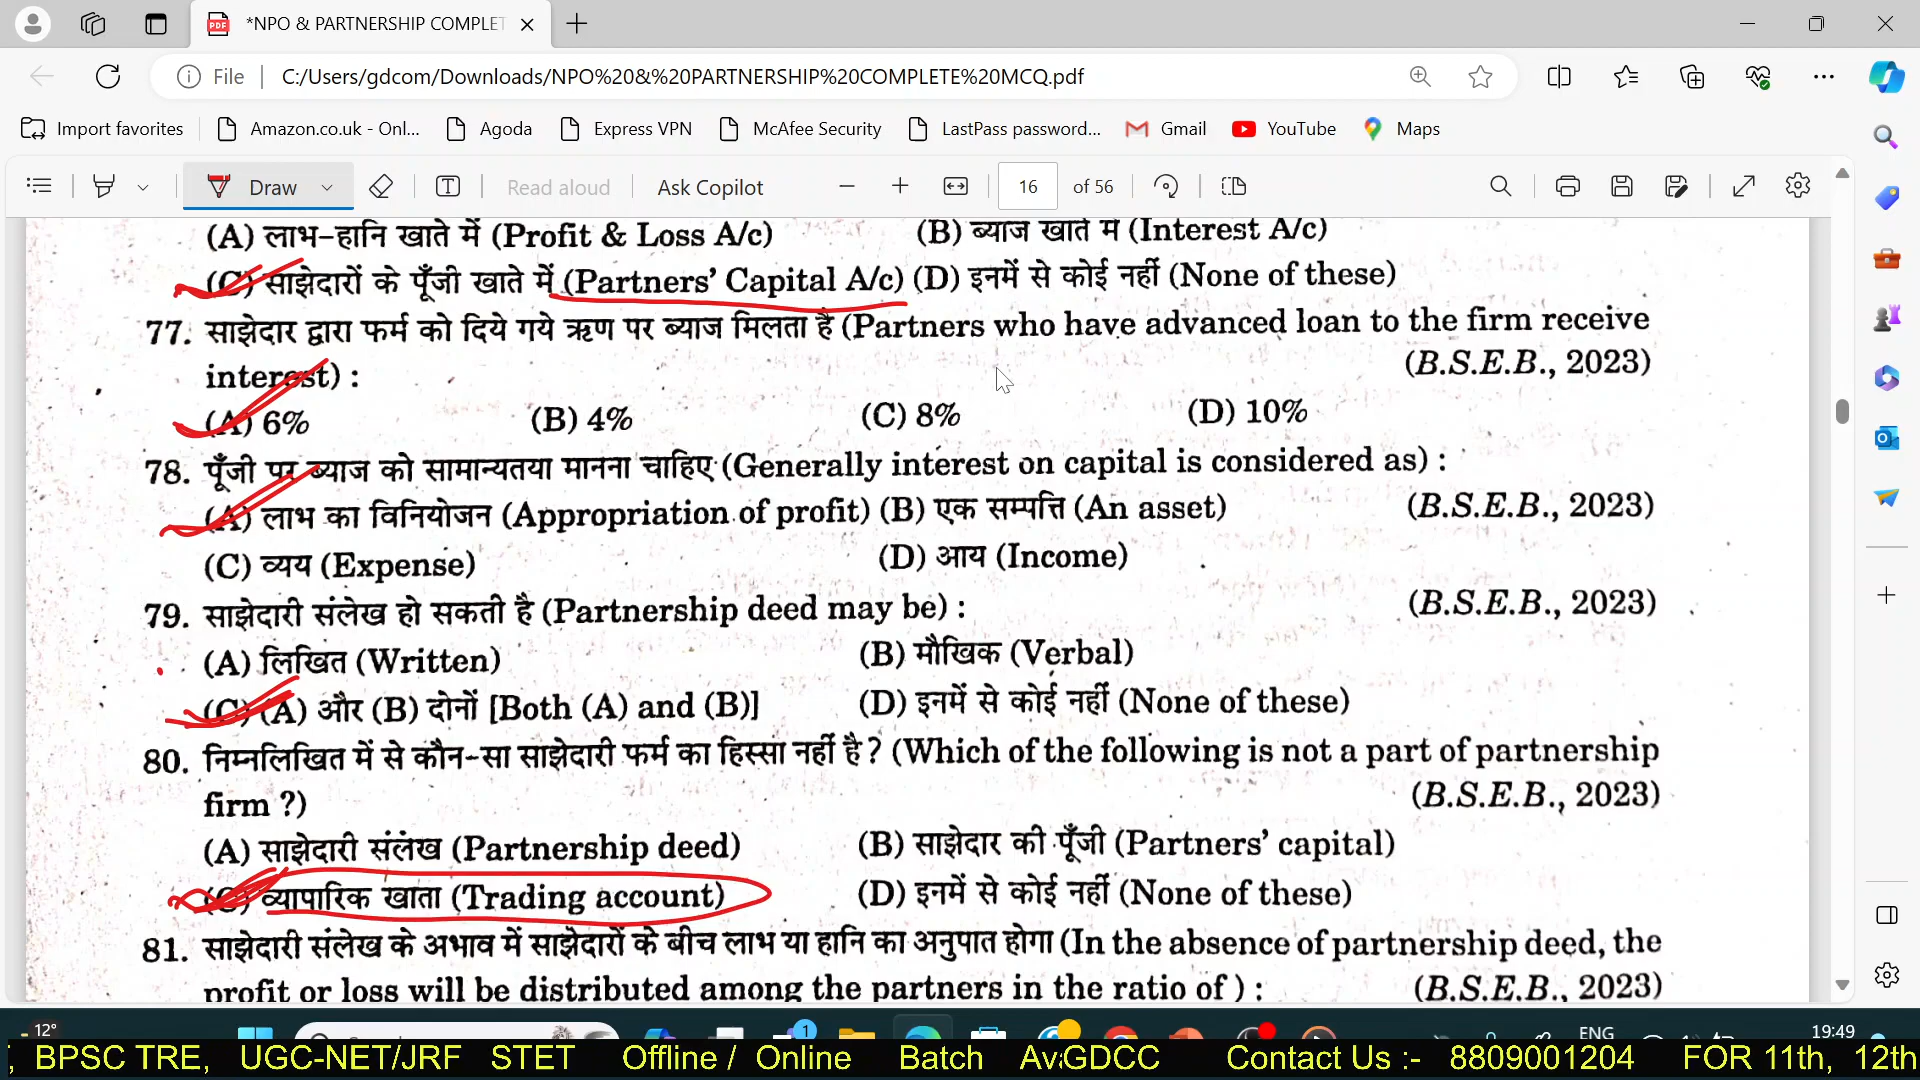 *NPO & PARTNERSHIP COMPLET
File
C:/Users/gdcom/Downloads/NPO%20&%20PARTNERSHIP%20COMPLETE%20MCQ.pdf
Import favorites Amazon.co.uk - Onl... Agoda Express VPN McAfee Security LastPass password... Gmail YouTube Maps
Draw Read aloud Ask Copilot 16 of 56
(A) लाभ-हानि खाते में (Profit & Loss A/c) (B) ब्याज खाते में (Interest A/c)
(C) साझेदारों के पूँजी खाते में (Partners' Capital A/c) (D) इनमें से कोई नहीं (None of these)
77. साझेदार द्वारा फर्म को दिये गये ऋण पर ब्याज मिलता है (Partners who have advanced loan to the firm receive
interest) : (B.S.E.B., 2023)
(A) 6% (B) 4% (C) 8% (D) 10%
78. पूँजी पर ब्याज को सामान्यतया मानना चाहिए (Generally interest on capital is considered as) :
(A) लाभ का विनियोजन (Appropriation of profit) (B) एक सम्पत्ति (An asset) (B.S.E.B., 2023)
(C) व्यय (Expense) (D) आय (Income)
79. साझेदारी संलेख हो सकती है (Partnership deed may be) : (B.S.E.B., 2023)
(A) लिखित (Written) (B) मौखिक (Verbal)
(C) (A) और (B) दोनों [Both (A) and (B)] (D) इनमें से कोई नहीं (None of these)
80. निम्नलिखित में से कौन-सा साझेदारी फर्म का हिस्सा नहीं है ? (Which of the following is not a part of partnership
firm ?) (B.S.E.B., 2023)
(A) साझेदारी संलेख (Partnership deed) (B) साझेदार की पूँजी (Partners' capital)
(C) व्यापारिक खाता (Trading account) (D) इनमें से कोई नहीं (None of these)
81. साझेदारी संलेख के अभाव में साझेदारों के बीच लाभ या हानि का अनुपात होगा (In the absence of partnership deed, the
profit or loss will be distributed among the partners in the ratio of ) : (B.S.E.B., 2023)
12° 1 ENG 19:49
BPSC TRE, UGC-NET/JRF STET Offline / Online Batch Av GDCC Contact Us :- 8809001204 FOR 11th, 12th